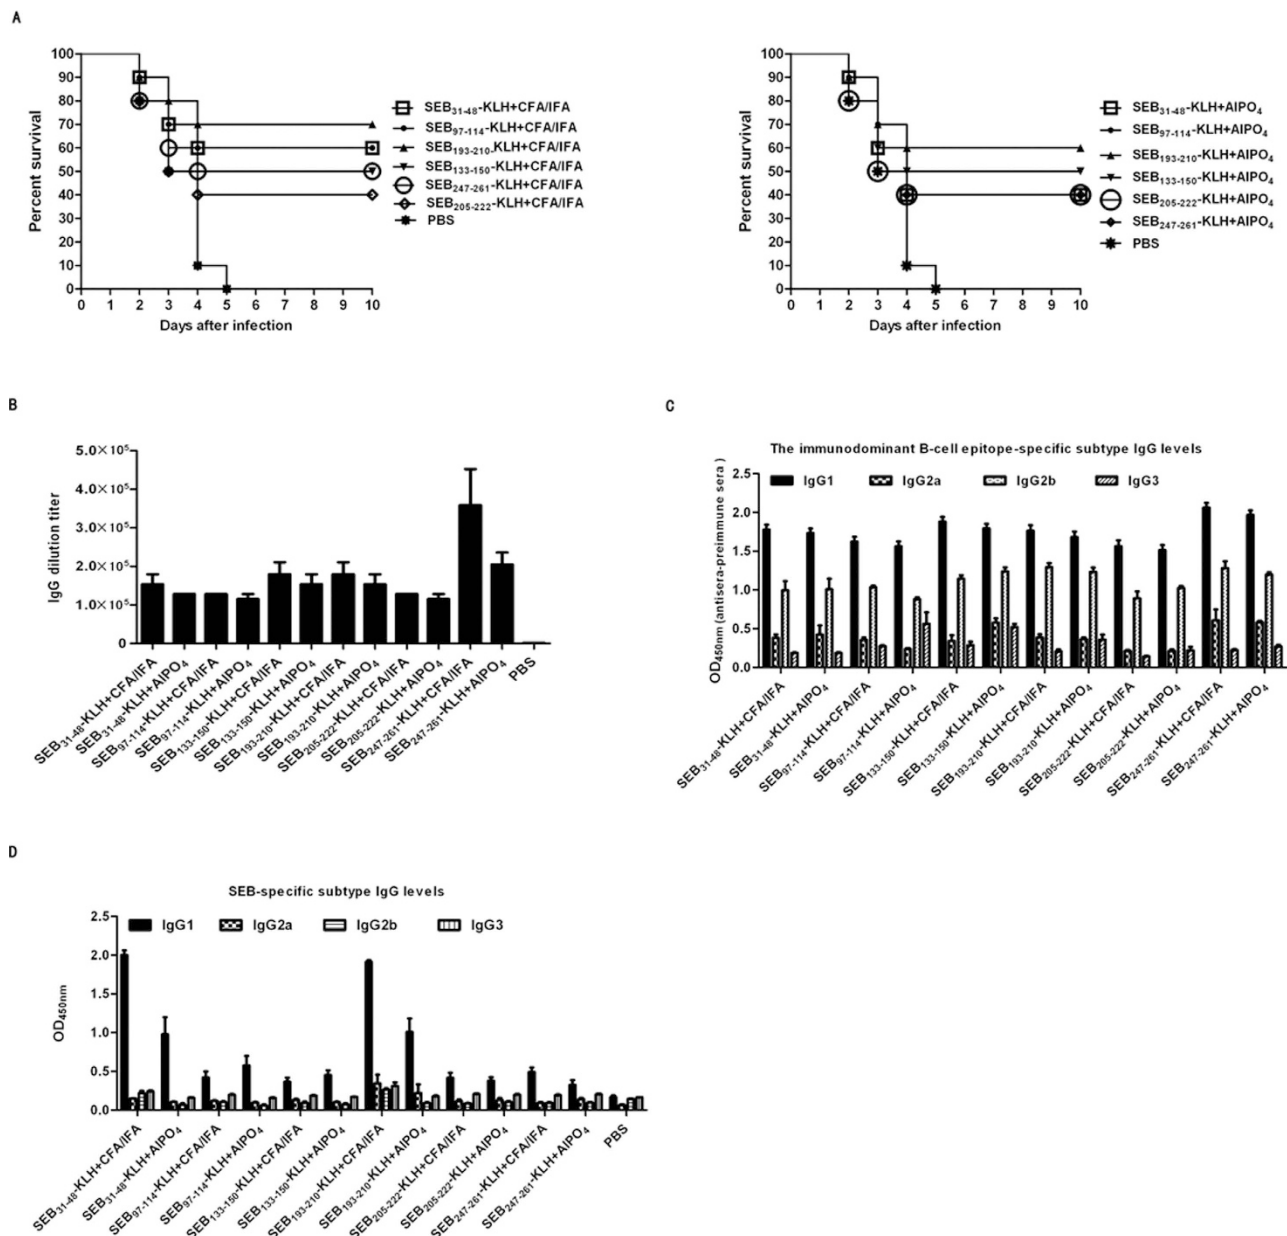 A
100
90
80
70
60
50
40
30
20
10
0
Percent survival
0 1 2 3 4 5 6 7 8 9 10
Days after infection
SEB31-48-KLH+CFA/IFA
SEB97-114-KLH+CFA/IFA
SEB193-210-KLH+CFA/IFA
SEB133-150-KLH+CFA/IFA
SEB247-261-KLH+CFA/IFA
SEB205-222-KLH+CFA/IFA
PBS
100
90
80
70
60
50
40
30
20
10
0
Percent survival
0 1 2 3 4 5 6 7 8 9 10
Days after infection
SEB31-48-KLH+AlPO4
SEB97-114-KLH+AlPO4
SEB193-210-KLH+AlPO4
SEB133-150-KLH+AlPO4
SEB205-222-KLH+AlPO4
SEB247-261-KLH+AlPO4
PBS
B
5.0×10⁵
4.0×10⁵
3.0×10⁵
2.0×10⁵
1.0×10⁵
0
IgG dilution titer
SEB31-48-KLH+CFA/IFA
SEB31-48-KLH+AlPO4
SEB97-114-KLH+CFA/IFA
SEB97-114-KLH+AlPO4
SEB133-150-KLH+CFA/IFA
SEB133-150-KLH+AlPO4
SEB193-210-KLH+CFA/IFA
SEB193-210-KLH+AlPO4
SEB205-222-KLH+CFA/IFA
SEB205-222-KLH+AlPO4
SEB247-261-KLH+CFA/IFA
SEB247-261-KLH+AlPO4
PBS
C
The immunodominant B-cell epitope-specific subtype IgG levels
IgG1 IgG2a IgG2b IgG3
2.5
2.0
1.5
1.0
0.5
0.0
OD450nm (antisera-preimmune sera )
SEB31-48-KLH+CFA/IFA
SEB31-48-KLH+AlPO4
SEB97-114-KLH+CFA/IFA
SEB97-114-KLH+AlPO4
SEB133-150-KLH+CFA/IFA
SEB133-150-KLH+AlPO4
SEB193-210-KLH+CFA/IFA
SEB193-210-KLH+AlPO4
SEB205-222-KLH+CFA/IFA
SEB205-222-KLH+AlPO4
SEB247-261-KLH+CFA/IFA
SEB247-261-KLH+AlPO4
D
SEB-specific subtype IgG levels
IgG1 IgG2a IgG2b IgG3
2.5
2.0
1.5
1.0
0.5
0.0
OD450nm
SEB31-48-KLH+CFA/IFA
SEB31-48-KLH+AlPO4
SEB97-114-KLH+CFA/IFA
SEB97-114-KLH+AlPO4
SEB133-150-KLH+CFA/IFA
SEB133-150-KLH+AlPO4
SEB193-210-KLH+CFA/IFA
SEB193-210-KLH+AlPO4
SEB205-222-KLH+CFA/IFA
SEB205-222-KLH+AlPO4
SEB247-261-KLH+CFA/IFA
SEB247-261-KLH+AlPO4
PBS